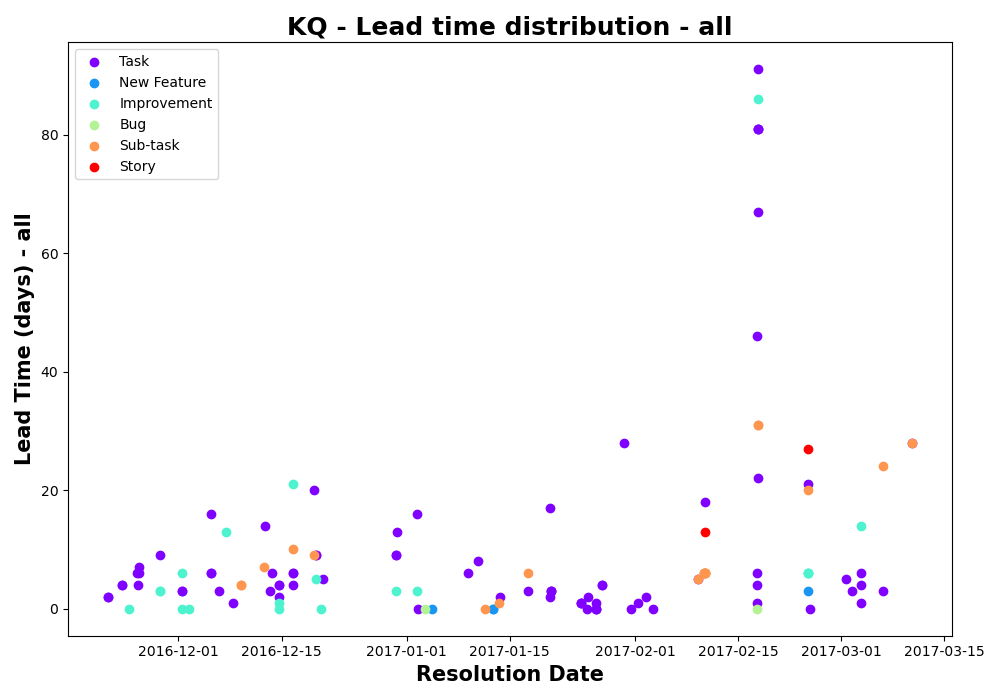 KQ - Lead time distribution - all
Task
New Feature
Improvement
Bug
Sub-task
Story
Lead Time (days) - all
80
60
40
20
0
2016-12-01 2016-12-15 2017-01-01 2017-01-15 2017-02-01 2017-02-15 2017-03-01 2017-03-15
Resolution Date